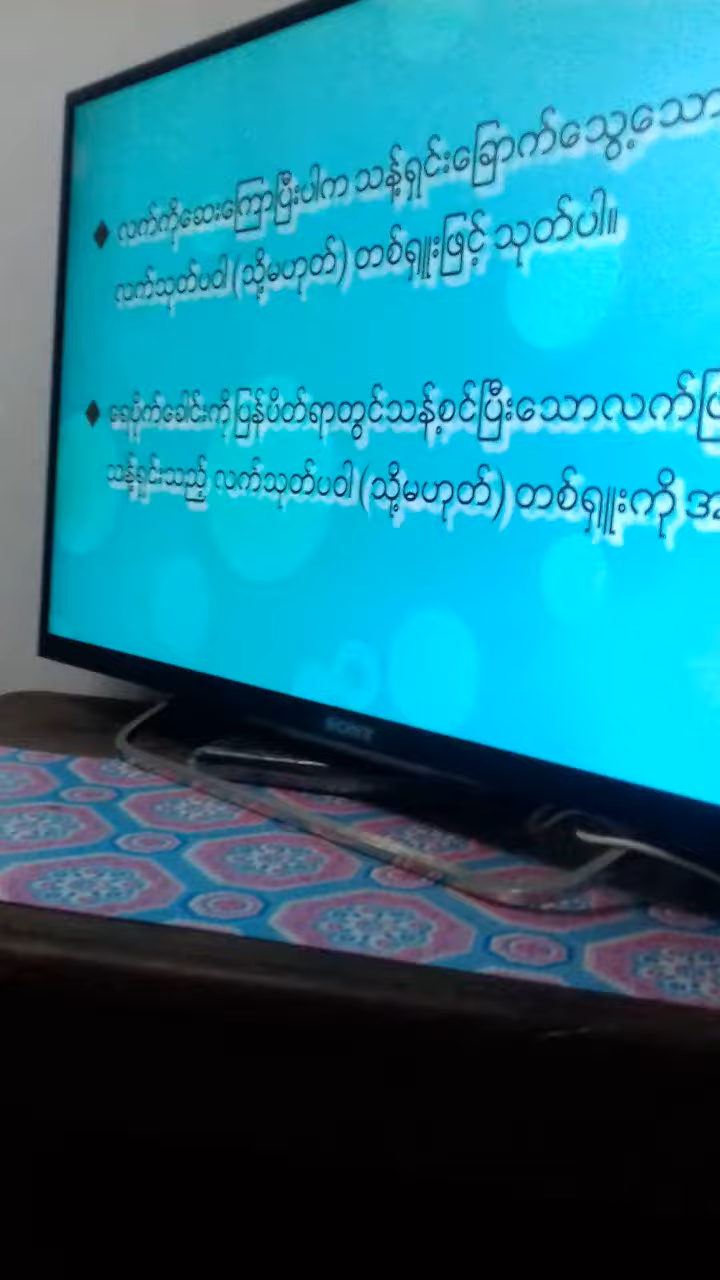 ◆ လက်ကိုဆေးကြောပြီးပါက သန့်ရှင်းခြောက်သွေ့သော
လက်သုတ်ပဝါ (သို့မဟုတ်) တစ်ရှူးဖြင့် သုတ်ပါ။
◆ ရေပိုက်ခေါင်းကို ပြန်ပိတ်ရာတွင်သန့်စင်ပြီးသောလက်ဖြ
သန့်ရှင်းသည့် လက်သုတ်ပဝါ (သို့မဟုတ်) တစ်ရှူးကို အ
SONY